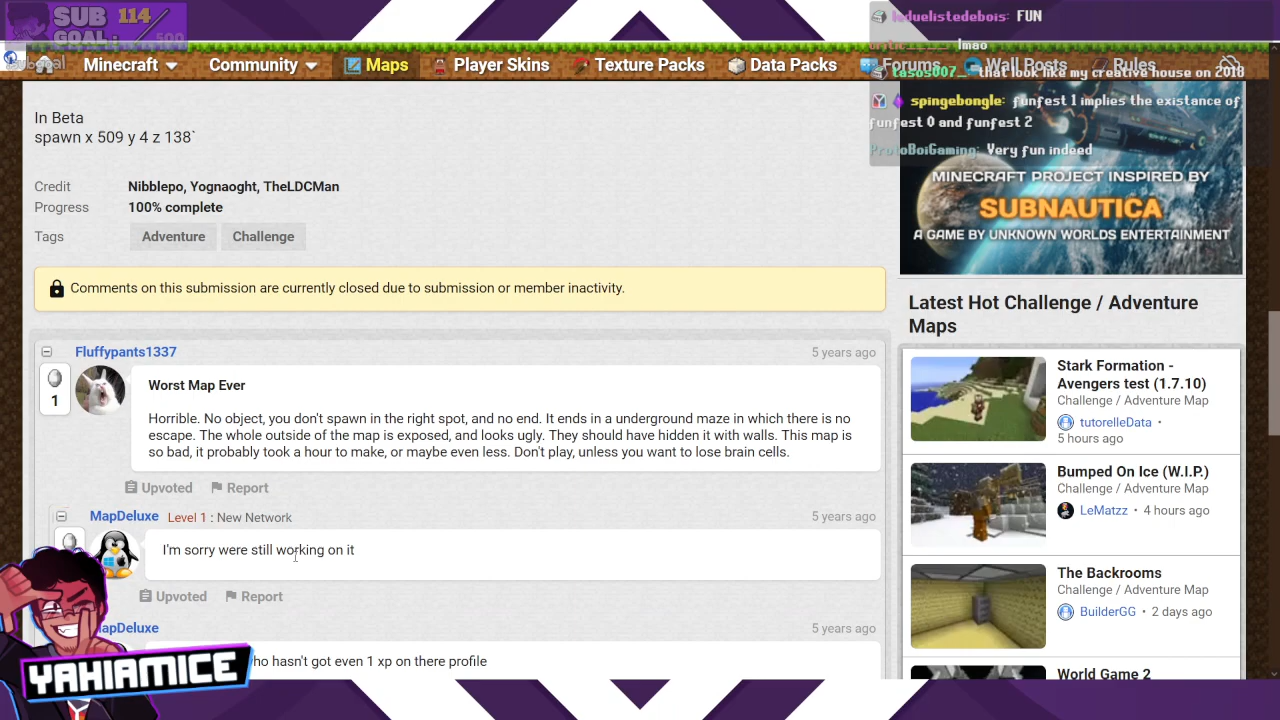 SUB 114
GOAL: / 500
Subgoal
Minecraft
Community
Maps
Player Skins
Texture Packs
Data Packs
Forums
Wall Posts
Rules
leduelistedebois: FUN
lmao
tasos007_: that look like my creative house on 2018
spingebongle: funfest 1 implies the existance of
funfest 0 and funfest 2
ProtoBoiGaming: Very fun indeed
In Beta
spawn x 509 y 4 z 138`
Credit Nibblepo, Yognaoght, TheLDCMan
Progress 100% complete
Tags Adventure Challenge
Comments on this submission are currently closed due to submission or member inactivity.
Fluffypants1337 5 years ago
1
Worst Map Ever
Horrible. No object, you don't spawn in the right spot, and no end. It ends in a underground maze in which there is no
escape. The whole outside of the map is exposed, and looks ugly. They should have hidden it with walls. This map is
so bad, it probably took a hour to make, or maybe even less. Don't play, unless you want to lose brain cells.
Upvoted Report
MapDeluxe Level 1 : New Network 5 years ago
I'm sorry were still working on it
Upvoted Report
apDeluxe 5 years ago
ho hasn't got even 1 xp on there profile
YAHIAMICE
MINECRAFT PROJECT INSPIRED BY
SUBNAUTICA
A GAME BY UNKNOWN WORLDS ENTERTAINMENT
Latest Hot Challenge / Adventure
Maps
Stark Formation -
Avengers test (1.7.10)
Challenge / Adventure Map
tutorelleData •
5 hours ago
Bumped On Ice (W.I.P.)
Challenge / Adventure Map
LeMatzz • 4 hours ago
The Backrooms
Challenge / Adventure Map
BuilderGG • 2 days ago
World Game 2